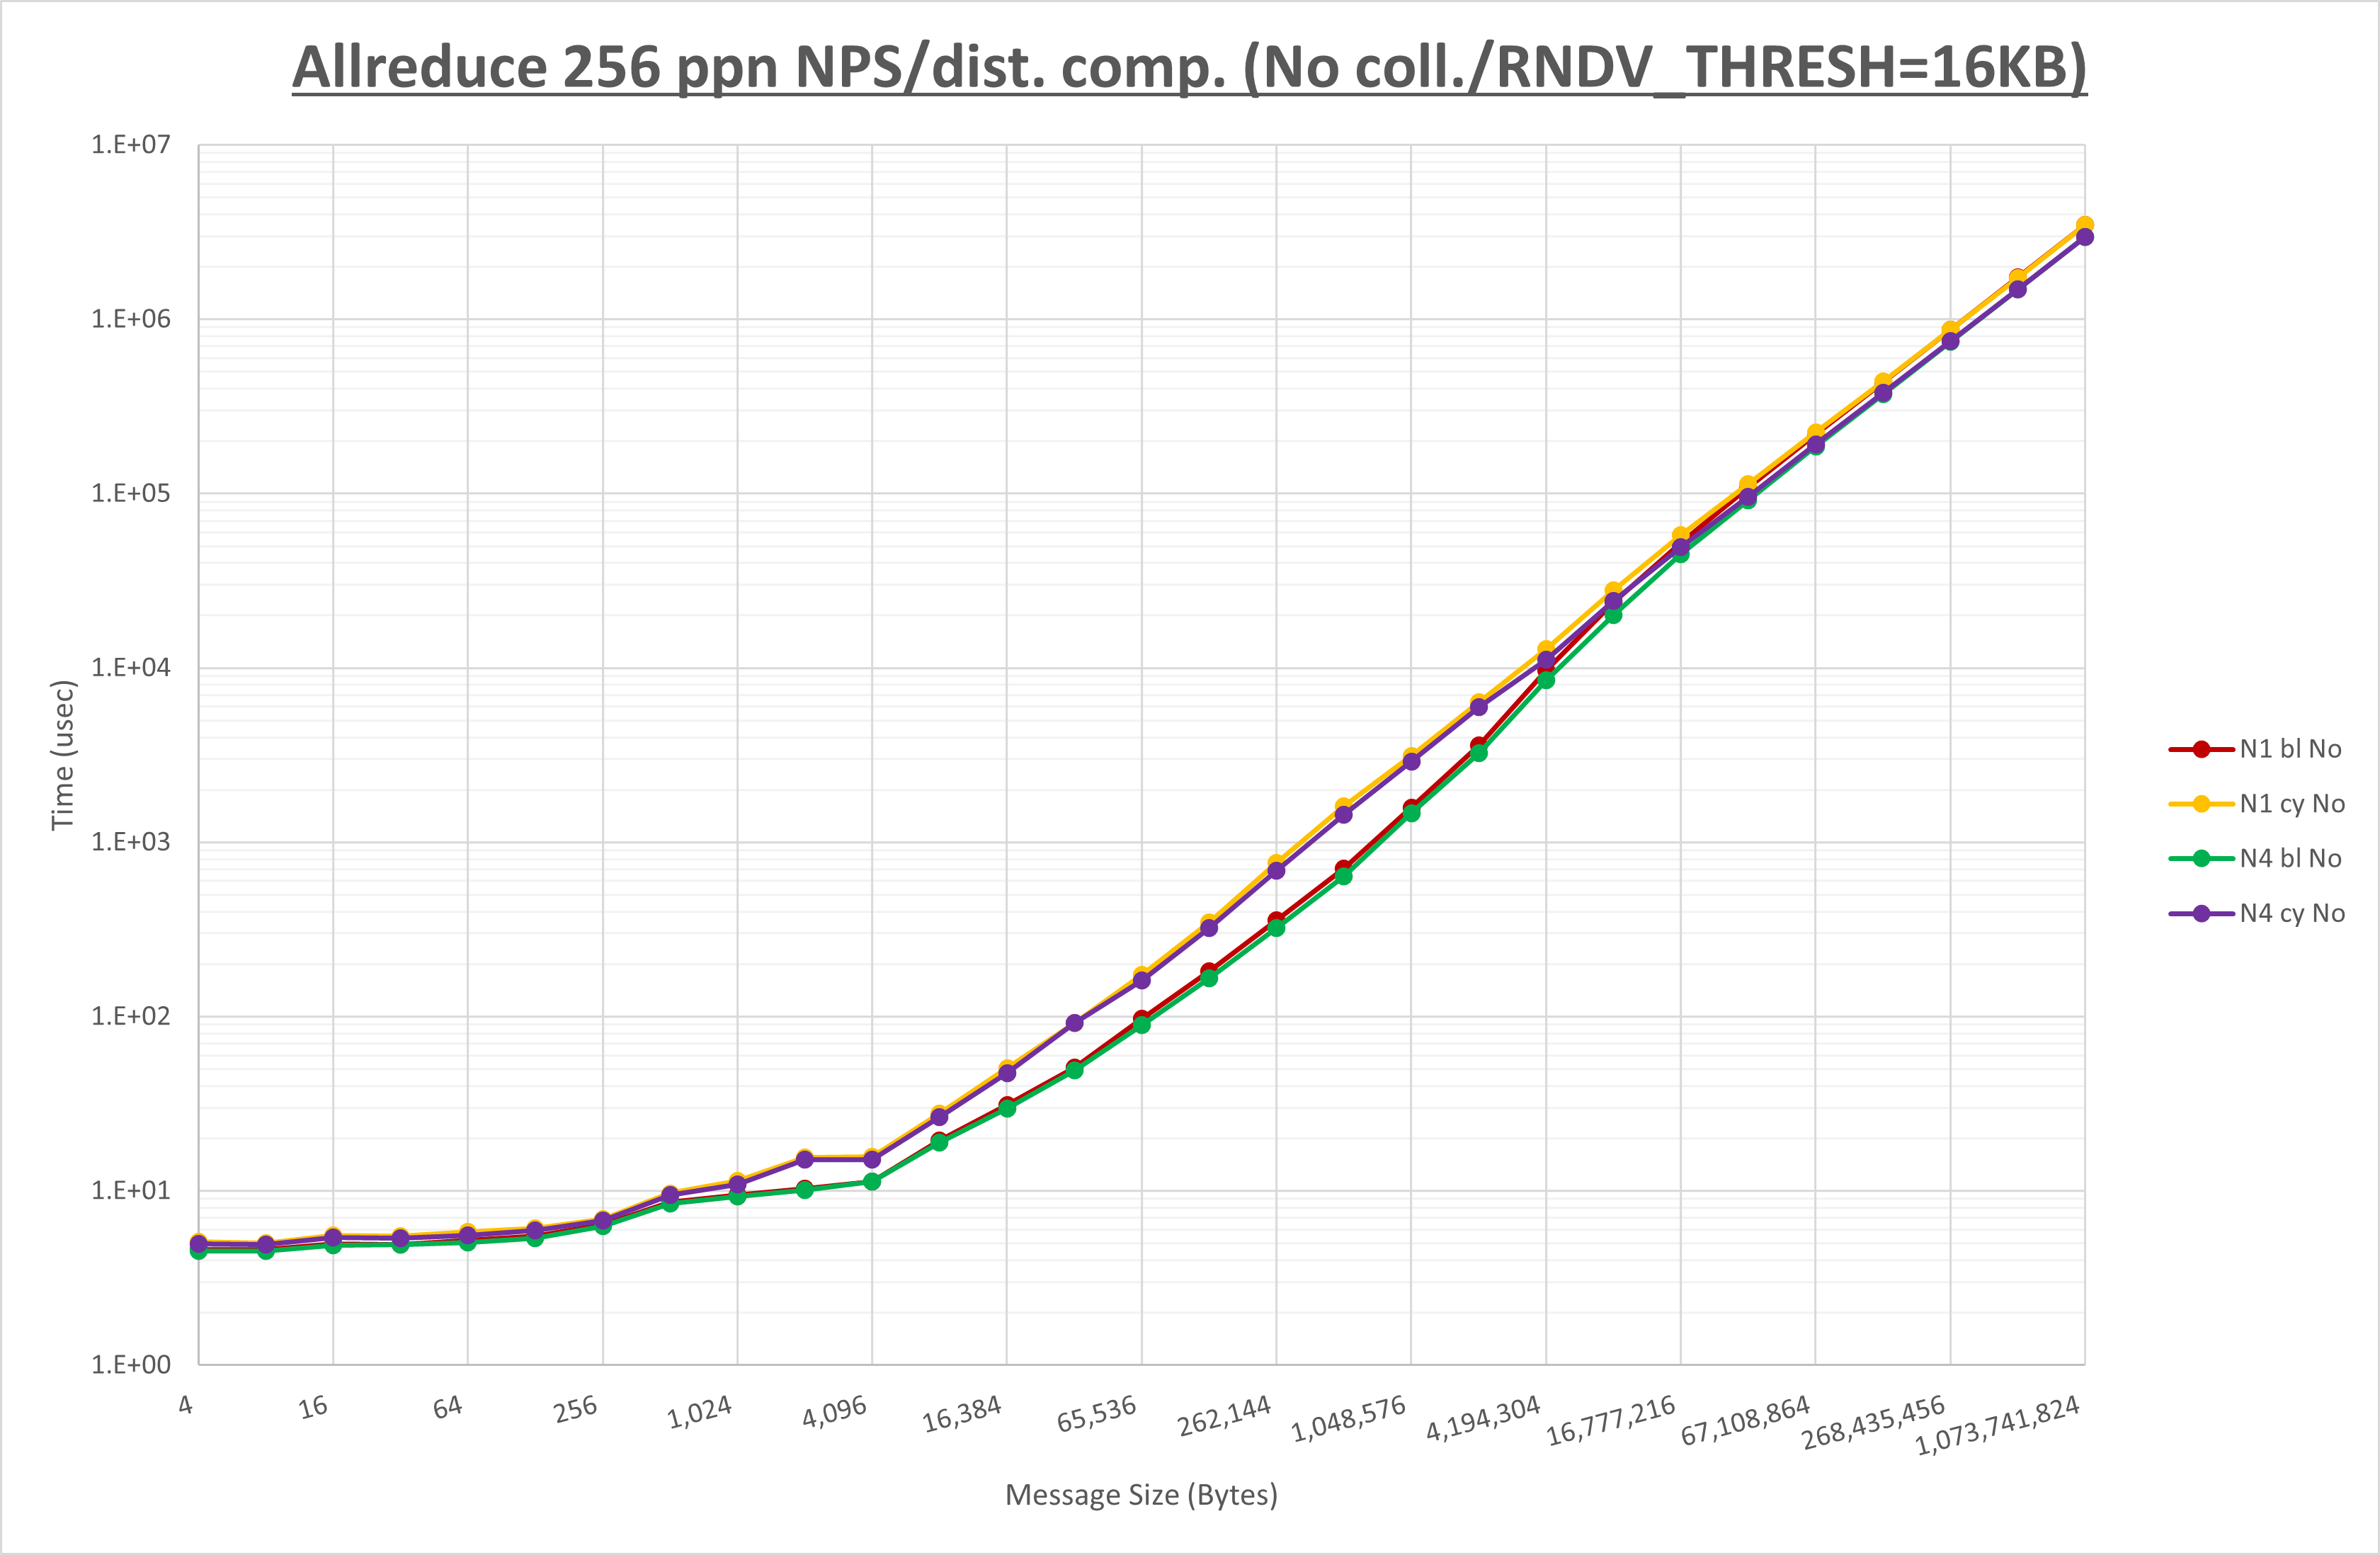 Allreduce 256 ppn NPS/dist. comp. (No coll./RNDV_THRESH=16KB)
1.E+07
1.E+06
1.E+05
1.E+04
1.E+03
1.E+02
1.E+01
1.E+00
Time (usec)
4
16
64
256
1,024
4,096
16,384
65,536
262,144
1,048,576
4,194,304
16,777,216
67,108,864
268,435,456
1,073,741,824
Message Size (Bytes)
N1 bl No
N1 cy No
N4 bl No
N4 cy No